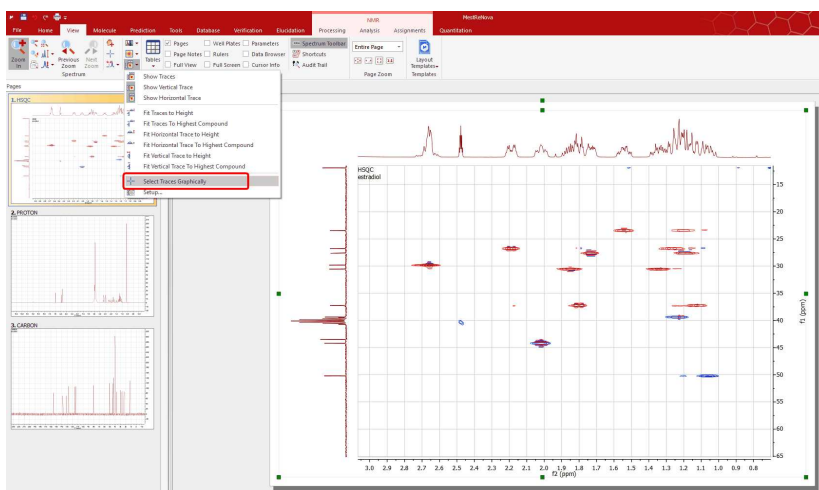 NMR
MestReNova
File Home View Molecule Prediction Tools Database Verification Elucidation Processing Analysis Assignments Quantitation
Zoom In
Previous Zoom
Next Zoom
Spectrum
Tables
Pages Well Plates Parameters
Page Notes Rulers Data Browser
Full View Full Screen Cursor Info
Spectrum Toolbar
Shortcuts
Audit Trail
Entire Page
Page Zoom
Layout Templates
Templates
Pages
Show Traces
Show Vertical Trace
Show Horizontal Trace
Fit Traces to Height
Fit Traces To Highest Compound
Fit Horizontal Trace to Height
Fit Horizontal Trace To Highest Compound
Fit Vertical Trace to Height
Fit Vertical Trace To Highest Compound
Select Traces Graphically
Setup...
1. HSQC
2. PROTON
3. CARBON
HSQC
estradiol
15
20
25
30
35
40
45
50
55
60
65
f1 (ppm)
3.0 2.9 2.8 2.7 2.6 2.5 2.4 2.3 2.2 2.1 2.0 1.9 1.8 1.7 1.6 1.5 1.4 1.3 1.2 1.1 1.0 0.9 0.8
f2 (ppm)